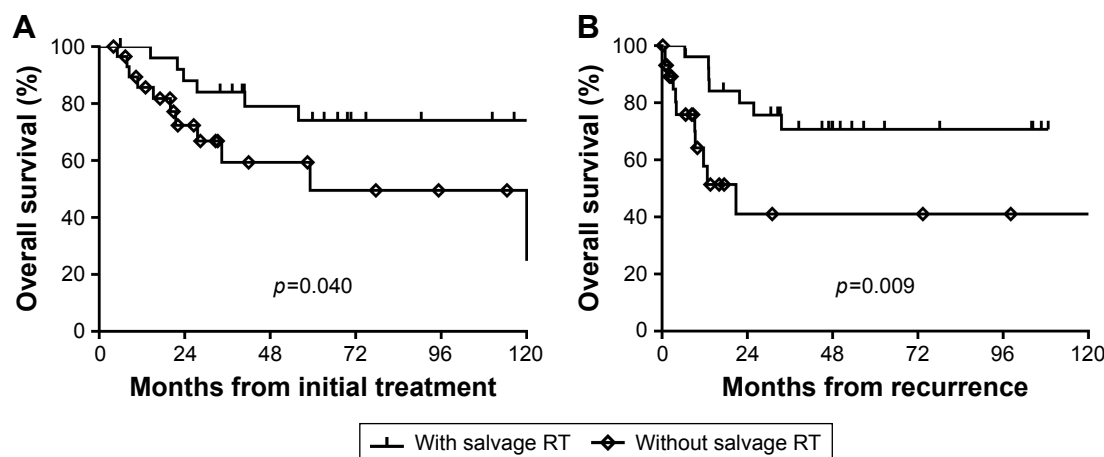 A
Overall survival (%)
100
80
60
40
20
0
p=0.040
0 24 48 72 96 120
Months from initial treatment
B
Overall survival (%)
100
80
60
40
20
0
p=0.009
0 24 48 72 96 120
Months from recurrence
With salvage RT Without salvage RT